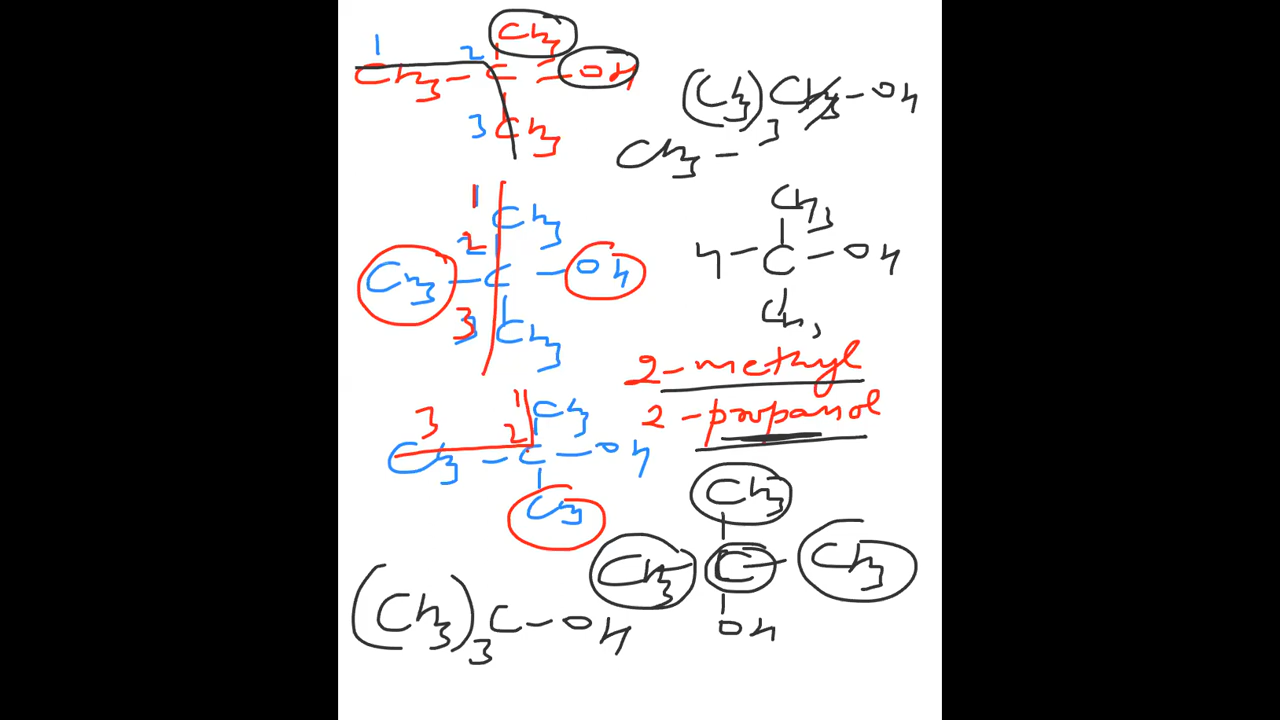 CH3
1 2
CH3 - C - OH
3 CH3
(CH3)3 CH3 - OH
CH3 -
1 CH3
2
CH3 - C - OH
3 CH3
CH3
H - C - OH
CH3
2-methyl
2-propanol
3 1 CH3
2
CH3 - C - OH
CH3
CH3
CH3 C - CH3
OH
(CH3)3 C - OH